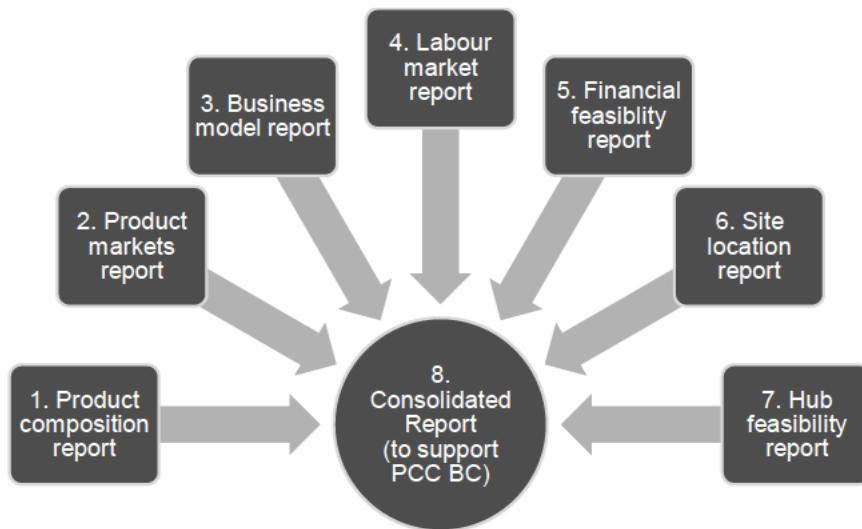 1. Product
composition
report
2. Product
markets
report
3. Business
model report
4. Labour
market
report
5. Financial
feasiblity
report
6. Site
location
report
7. Hub
feasibility
report
8.
Consolidated
Report
(to support
PCC BC)